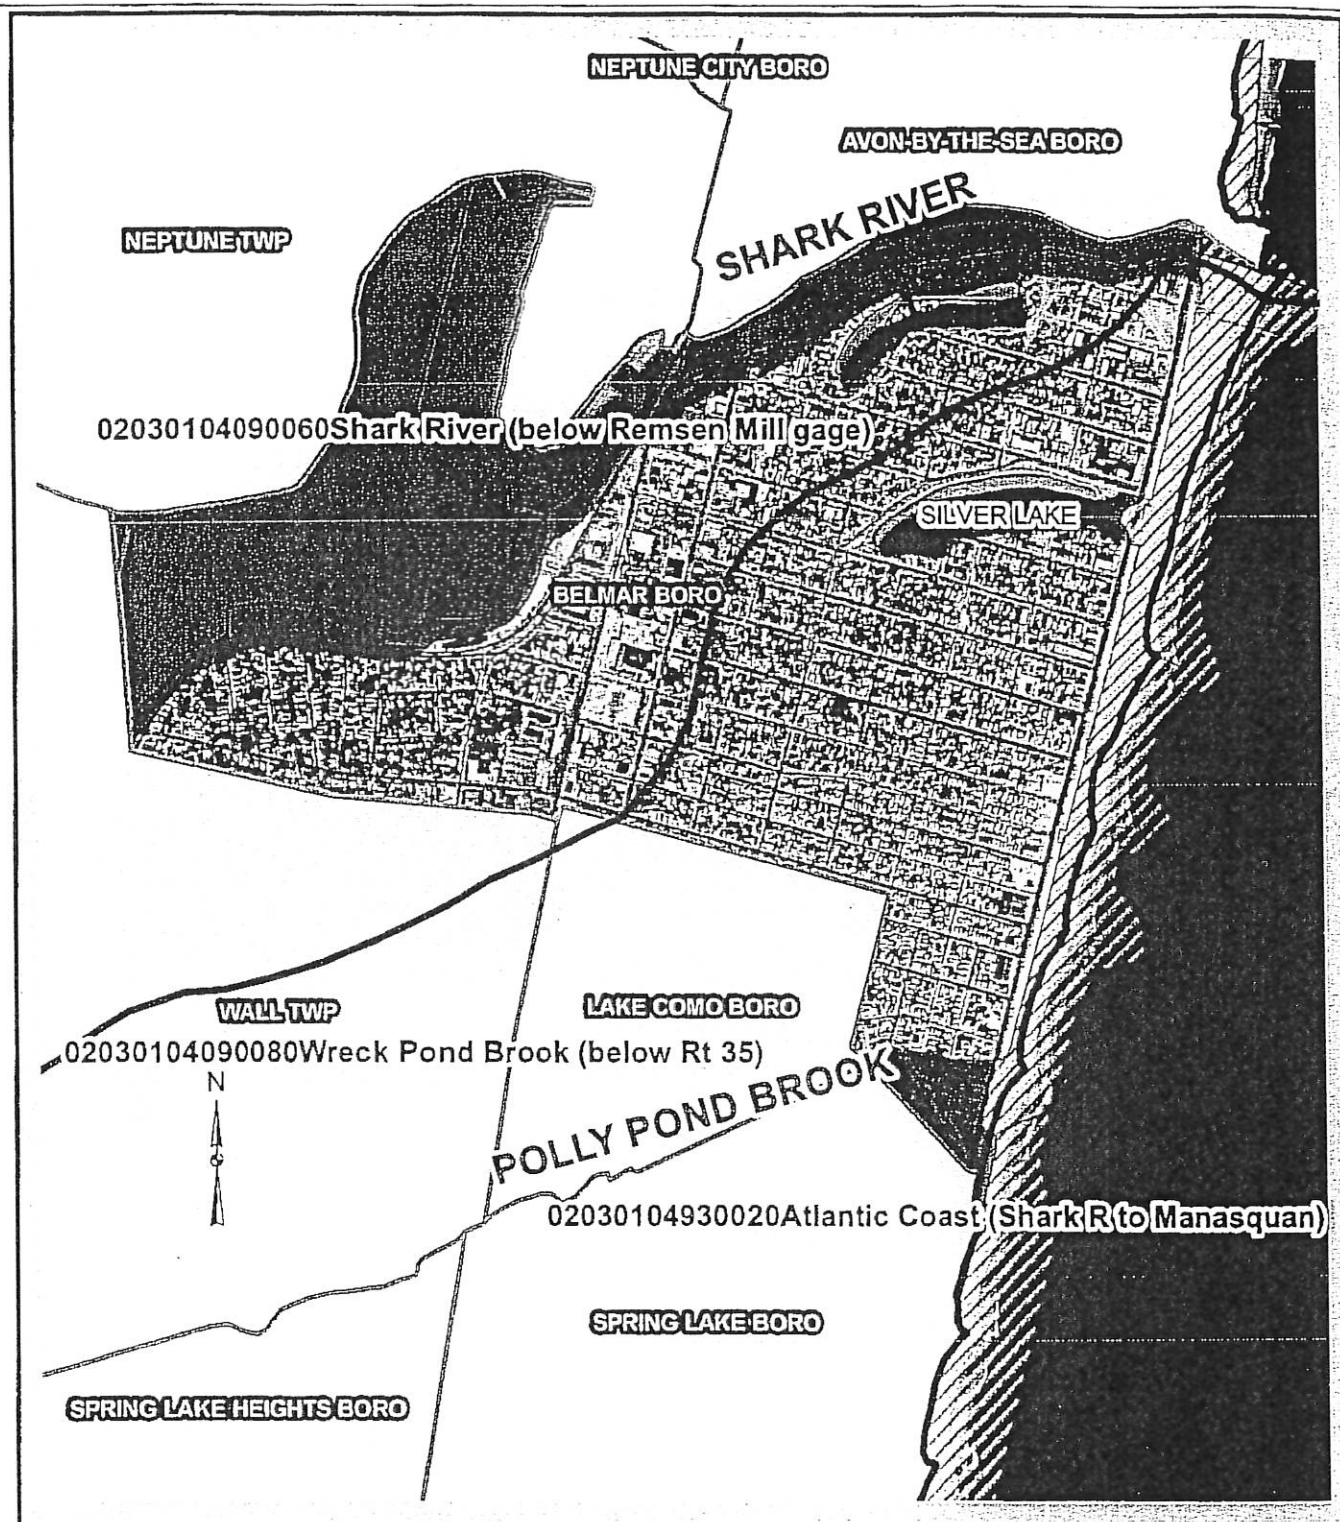 NEPTUNE CITY BORO
AVON-BY-THE-SEA BORO
SHARK RIVER
NEPTUNE TWP
02030104090060Shark River (below Remsen Mill gage)
SILVER LAKE
BELMAR BORO
WALL TWP
LAKE COMO BORO
02030104090080Wreck Pond Brook (below Rt 35)
N
POLLY POND BROOK
02030104930020Atlantic Coast (Shark R to Manasquan)
SPRING LAKE BORO
SPRING LAKE HEIGHTS BORO